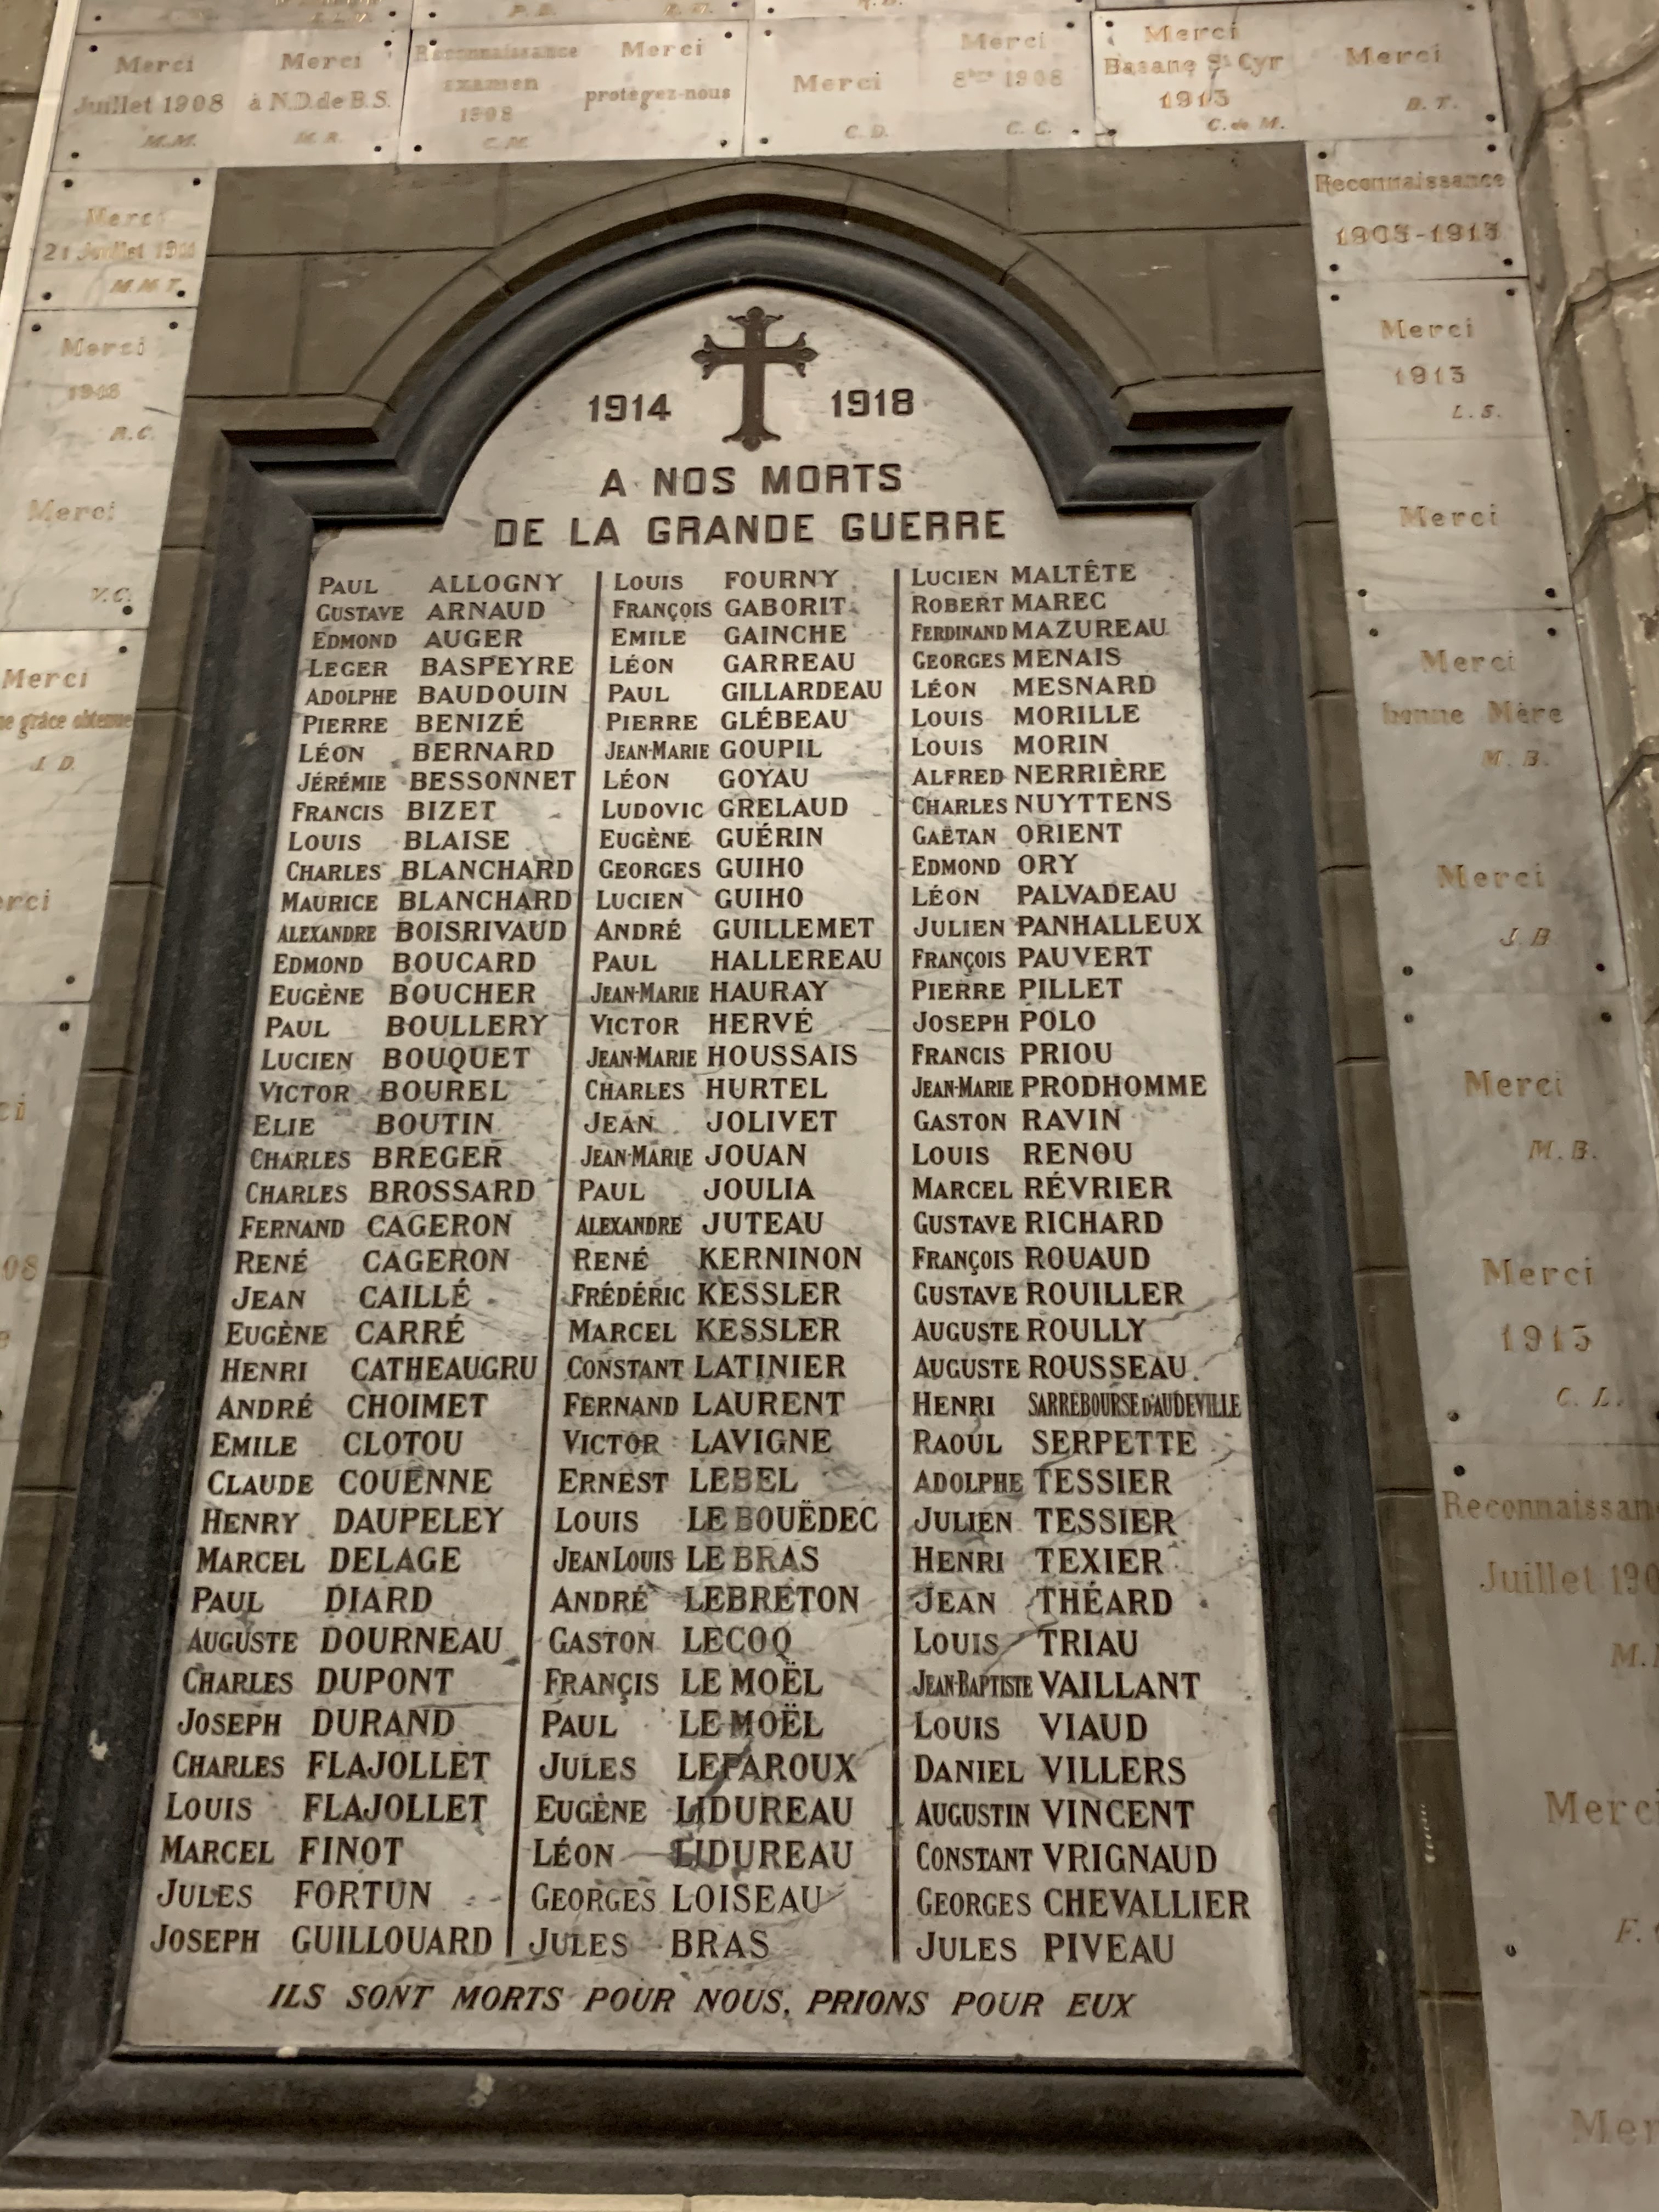 Merci
Juillet 1908
M.M.
Merci
à N.D. de B.S.
M.R.
Reconnaissance
examen
1908
C.M.
Merci
protégez-nous
Merci
C. D.
Merci
8bre 1908
C. C.
Merci
Basane St Cyr
1913
C. de M.
Merci
B. T.
Merci
21 Juillet
M.M.T.
Merci
R.C.
Merci
V.C.
Merci
grâce obtenue
J. D.
Reconnaissance
1903-1913
Merci
1913
L. S.
Merci
Merci
bonne Mère
M. B.
Merci
J. B
Merci
M. B.
Merci
1913
C. L.
Juillet
1914 1918
A NOS MORTS
DE LA GRANDE GUERRE
PAUL ALLOGNY
GUSTAVE ARNAUD
EDMOND AUGER
LEGER BASPEYRE
ADOLPHE BAUDOUIN
PIERRE BENIZÉ
LÉON BERNARD
JÉRÉMIE BESSONNET
FRANCIS BIZET
LOUIS BLAISE
CHARLES BLANCHARD
MAURICE BLANCHARD
ALEXANDRE BOISRIVAUD
EDMOND BOUCARD
EUGÈNE BOUCHER
PAUL BOULLERY
LUCIEN BOUQUET
VICTOR BOUREL
ELIE BOUTIN
CHARLES BREGER
CHARLES BROSSARD
FERNAND CAGERON
RENÉ CAGERON
JEAN CAILLÉ
EUGÈNE CARRÉ
HENRI CATHEAUGRU
ANDRÉ CHOIMET
EMILE CLOTOU
CLAUDE COUENNE
HENRY DAUPELEY
MARCEL DELAGE
PAUL DIARD
AUGUSTE DOURNEAU
CHARLES DUPONT
JOSEPH DURAND
CHARLES FLAJOLLET
LOUIS FLAJOLLET
MARCEL FINOT
JULES FORTUN
JOSEPH GUILLOUARD
LOUIS FOURNY
FRANÇOIS GABORIT
EMILE GAINCHE
LÉON GARREAU
PAUL GILLARDEAU
PIERRE GLÉBEAU
JEAN-MARIE GOUPIL
LÉON GOYAU
LUDOVIC GRELAUD
EUGÈNE GUÉRIN
GEORGES GUIHO
LUCIEN GUIHO
ANDRÉ GUILLEMET
PAUL HALLEREAU
JEAN-MARIE HAURAY
VICTOR HERVÉ
JEAN-MARIE HOUSSAIS
CHARLES HURTEL
JEAN JOLIVET
JEAN-MARIE JOUAN
PAUL JOULIA
ALEXANDRE JUTEAU
RENÉ KERNINON
FRÉDÉRIC KESSLER
MARCEL KESSLER
CONSTANT LATINIER
FERNAND LAURENT
VICTOR LAVIGNE
ERNEST LEBEL
LOUIS LE BOUËDEC
JEAN LOUIS LE BRAS
ANDRÉ LEBRETON
GASTON LECOQ
FRANÇIS LE MOËL
PAUL LE MOËL
JULES LEPAROUX
EUGÈNE LIDUREAU
LÉON LIDUREAU
GEORGES LOISEAU
JULES BRAS
LUCIEN MALTÊTE
ROBERT MAREC
FERDINAND MAZUREAU
GEORGES MENAIS
LÉON MESNARD
LOUIS MORILLE
LOUIS MORIN
ALFRED NERRIÈRE
CHARLES NUYTTENS
GAËTAN ORIENT
EDMOND ORY
LÉON PALVADEAU
JULIEN PANHALLEUX
FRANÇOIS PAUVERT
PIERRE PILLET
JOSEPH POLO
FRANCIS PRIOU
JEAN-MARIE PRODHOMME
GASTON RAVIN
LOUIS RENOU
MARCEL RÉVRIER
GUSTAVE RICHARD
FRANÇOIS ROUAUD
GUSTAVE ROUILLER
AUGUSTE ROULLY
AUGUSTE ROUSSEAU
HENRI SARREBOURSE D'AUDEVILLE
RAOUL SERPETTE
ADOLPHE TESSIER
JULIEN TESSIER
HENRI TEXIER
JEAN THÉARD
LOUIS TRIAU
JEAN-BAPTISTE VAILLANT
LOUIS VIAUD
DANIEL VILLERS
AUGUSTIN VINCENT
CONSTANT VRIGNAUD
GEORGES CHEVALLIER
JULES PIVEAU
ILS SONT MORTS POUR NOUS, PRIONS POUR EUX